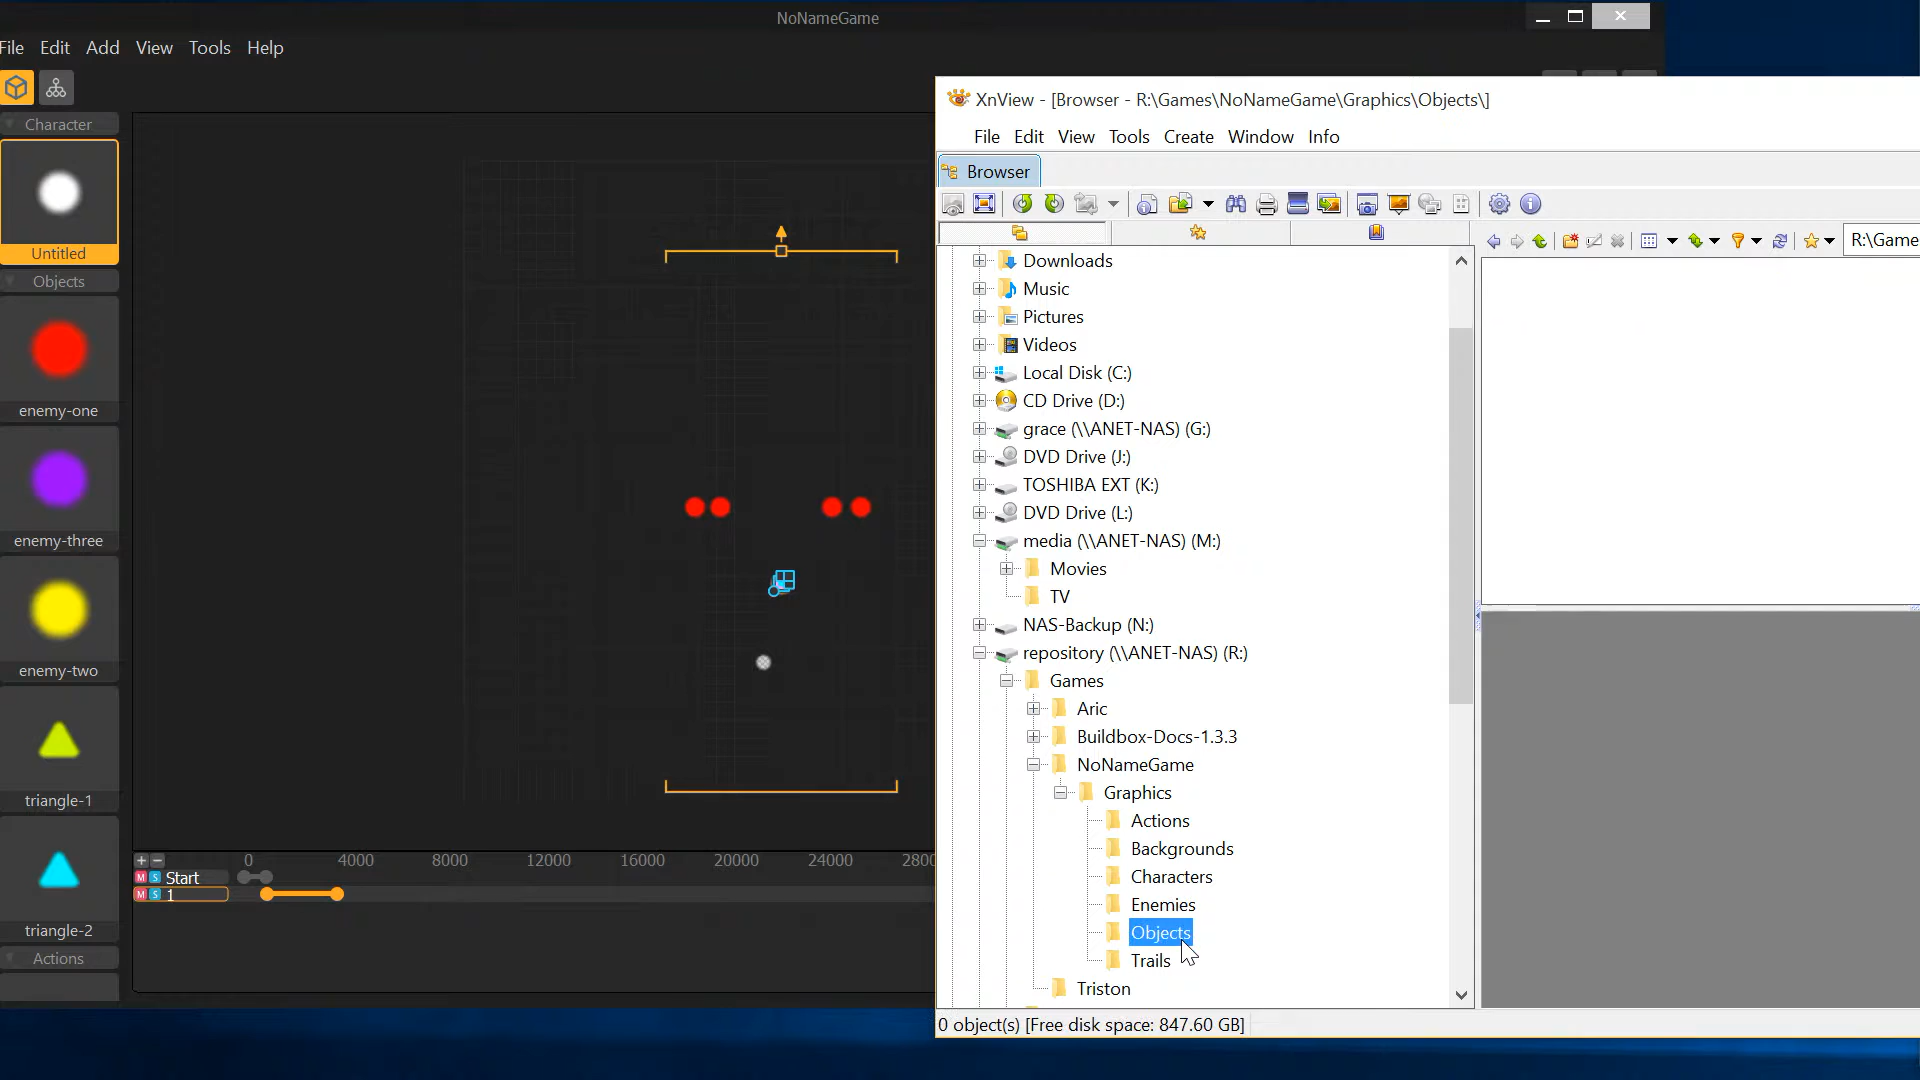 NoNameGame
File Edit Add View Tools Help
Character
Untitled
Objects
enemy-one
enemy-three
enemy-two
triangle-1
triangle-2
Actions
0 4000 8000 12000 16000 20000 24000 2800
M S Start
M S 1
XnView - [Browser - R:\Games\NoNameGame\Graphics\Objects\]
File Edit View Tools Create Window Info
Browser
R:\Game
Downloads
Music
Pictures
Videos
Local Disk (C:)
CD Drive (D:)
grace (\\ANET-NAS) (G:)
DVD Drive (J:)
TOSHIBA EXT (K:)
DVD Drive (L:)
media (\\ANET-NAS) (M:)
Movies
TV
NAS-Backup (N:)
repository (\\ANET-NAS) (R:)
Games
Aric
Buildbox-Docs-1.3.3
NoNameGame
Graphics
Actions
Backgrounds
Characters
Enemies
Objects
Trails
Triston
0 object(s) [Free disk space: 847.60 GB]